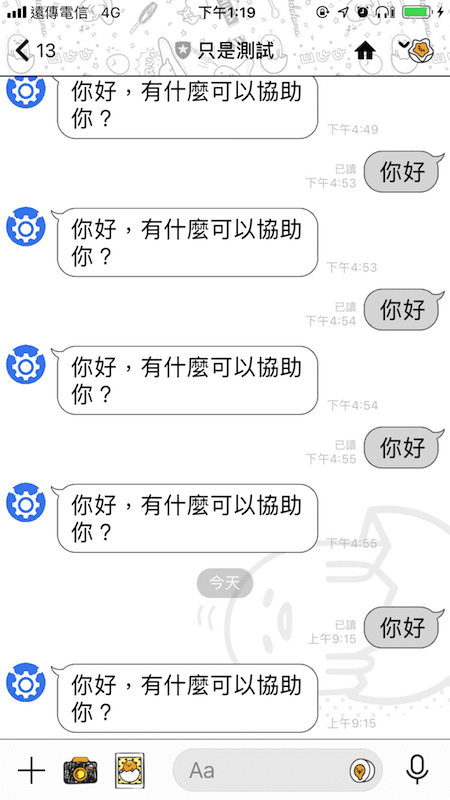 遠傳電信 4G 下午1:19
13 只是測試
你好，有什麼可以協助
你？
下午4:49
你好
已讀
下午4:53
你好，有什麼可以協助
你？
下午4:53
你好
已讀
下午4:54
你好，有什麼可以協助
你？
下午4:54
你好
已讀
下午4:55
你好，有什麼可以協助
你？
下午4:55
今天
你好
已讀
上午9:15
你好，有什麼可以協助
你？
上午9:15
Aa